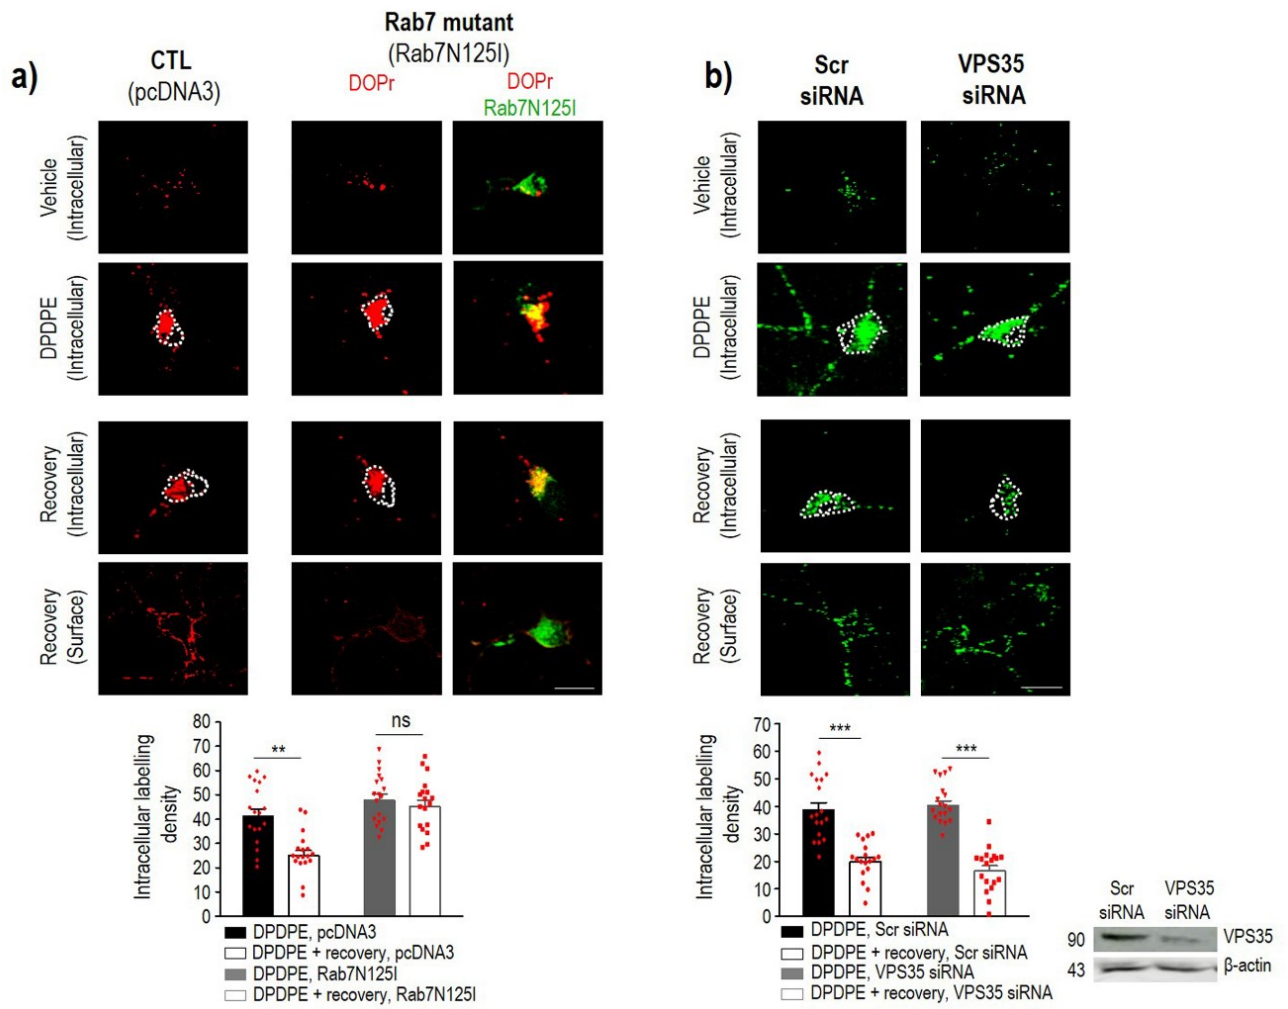 a)
CTL
(pcDNA3)
Rab7 mutant
(Rab7N125I)
DOPr
DOPr
Rab7N125I
Vehicle
(Intracellular)
DPDPE
(Intracellular)
Recovery
(Intracellular)
Recovery
(Surface)
Intracellular labelling
density
80
70
60
50
40
30
20
10
0
**
ns
DPDPE, pcDNA3
DPDPE + recovery, pcDNA3
DPDPE, Rab7N125I
DPDPE + recovery, Rab7N125I
b)
Scr
siRNA
VPS35
siRNA
Vehicle
(Intracellular)
DPDPE
(Intracellular)
Recovery
(Intracellular)
Recovery
(Surface)
Intracellular labelling
density
70
60
50
40
30
20
10
0
***
***
DPDPE, Scr siRNA
DPDPE + recovery, Scr siRNA
DPDPE, VPS35 siRNA
DPDPE + recovery, VPS35 siRNA
Scr
siRNA
VPS35
siRNA
90
VPS35
43
β-actin